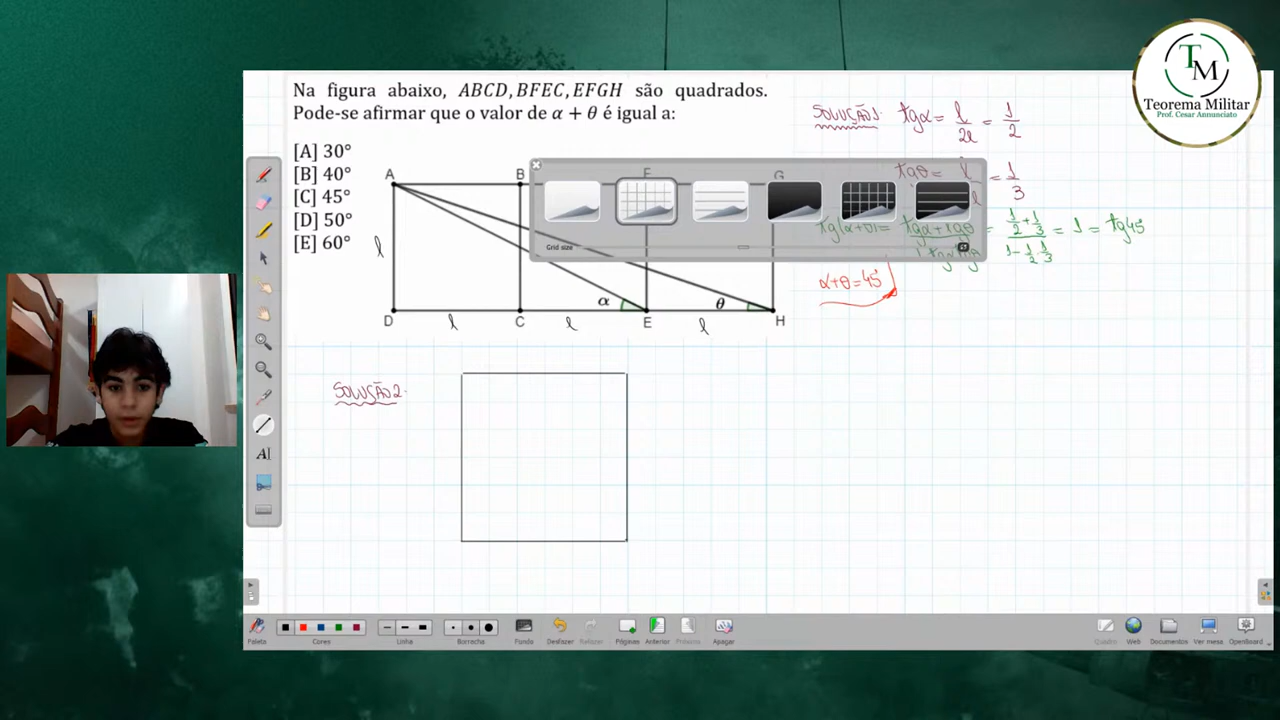 TM
Teorema Militar
Prof. Cesar Annunciato
Na figura abaixo, ABCD, BFEC, EFGH são quadrados.
Pode-se afirmar que o valor de α + θ é igual a:
[A] 30°
[B] 40°
[C] 45°
[D] 50°
[E] 60°
A B F G
l
α θ
D C E H
l l l
SOLUÇÃO 1. tgα = l/2l = 1/2
tgθ = l = 1/3
tg(α+θ) = tgα+tgθ = (1/2 + 1/3)/(1 - 1/2 · 1/3) = 1 = tg45°
α+θ = 45°
Grid size
SOLUÇÃO 2.
Paleta Cores Linha Borracha Fundo Desfazer Refazer Páginas Anterior Próxima Apagar Quadro Web Documentos Ver mesa OpenBoard